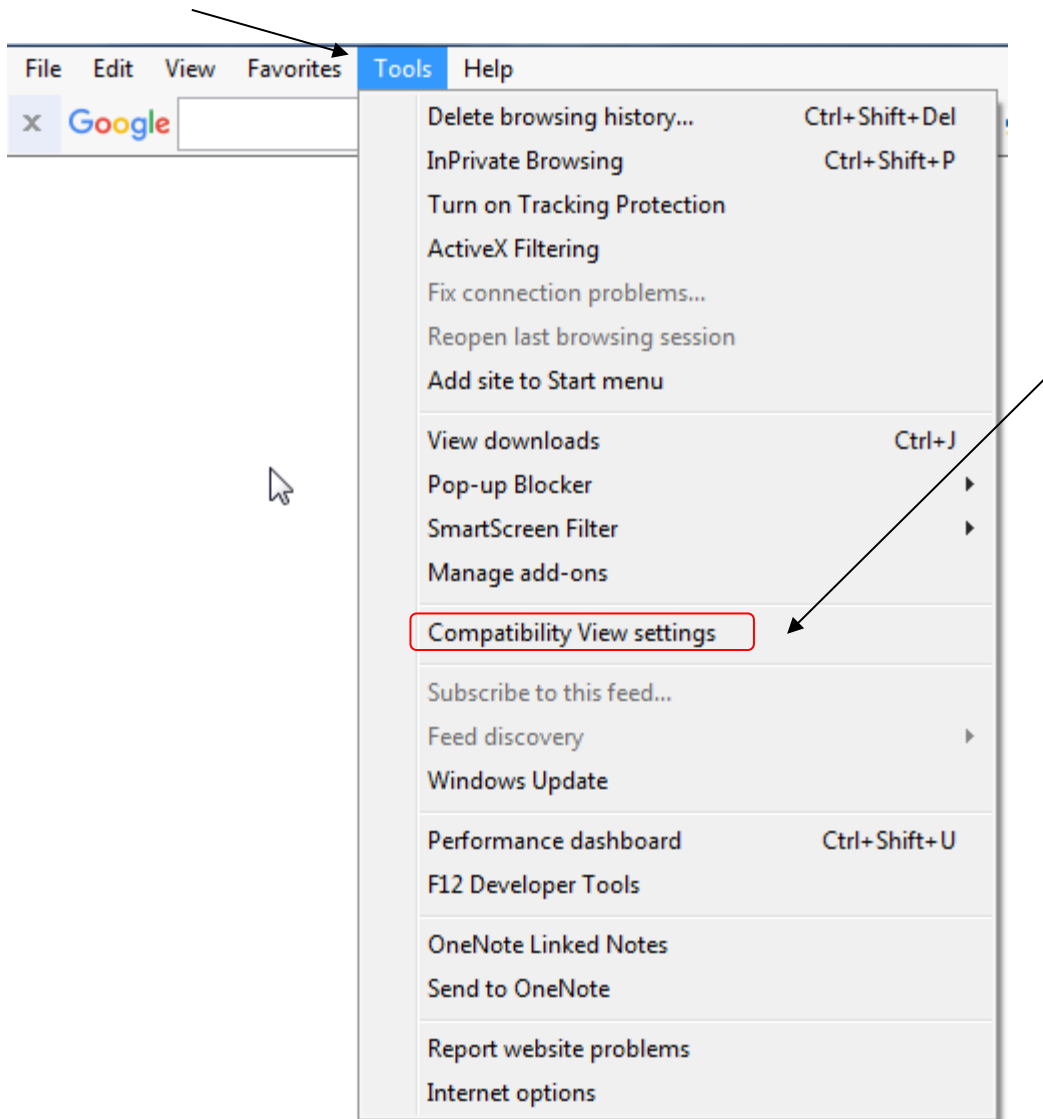 File Edit View Favorites Tools Help
x Google
Delete browsing history... Ctrl+Shift+Del
InPrivate Browsing Ctrl+Shift+P
Turn on Tracking Protection
ActiveX Filtering
Fix connection problems...
Reopen last browsing session
Add site to Start menu
View downloads Ctrl+J
Pop-up Blocker
SmartScreen Filter
Manage add-ons
Compatibility View settings
Subscribe to this feed...
Feed discovery
Windows Update
Performance dashboard Ctrl+Shift+U
F12 Developer Tools
OneNote Linked Notes
Send to OneNote
Report website problems
Internet options